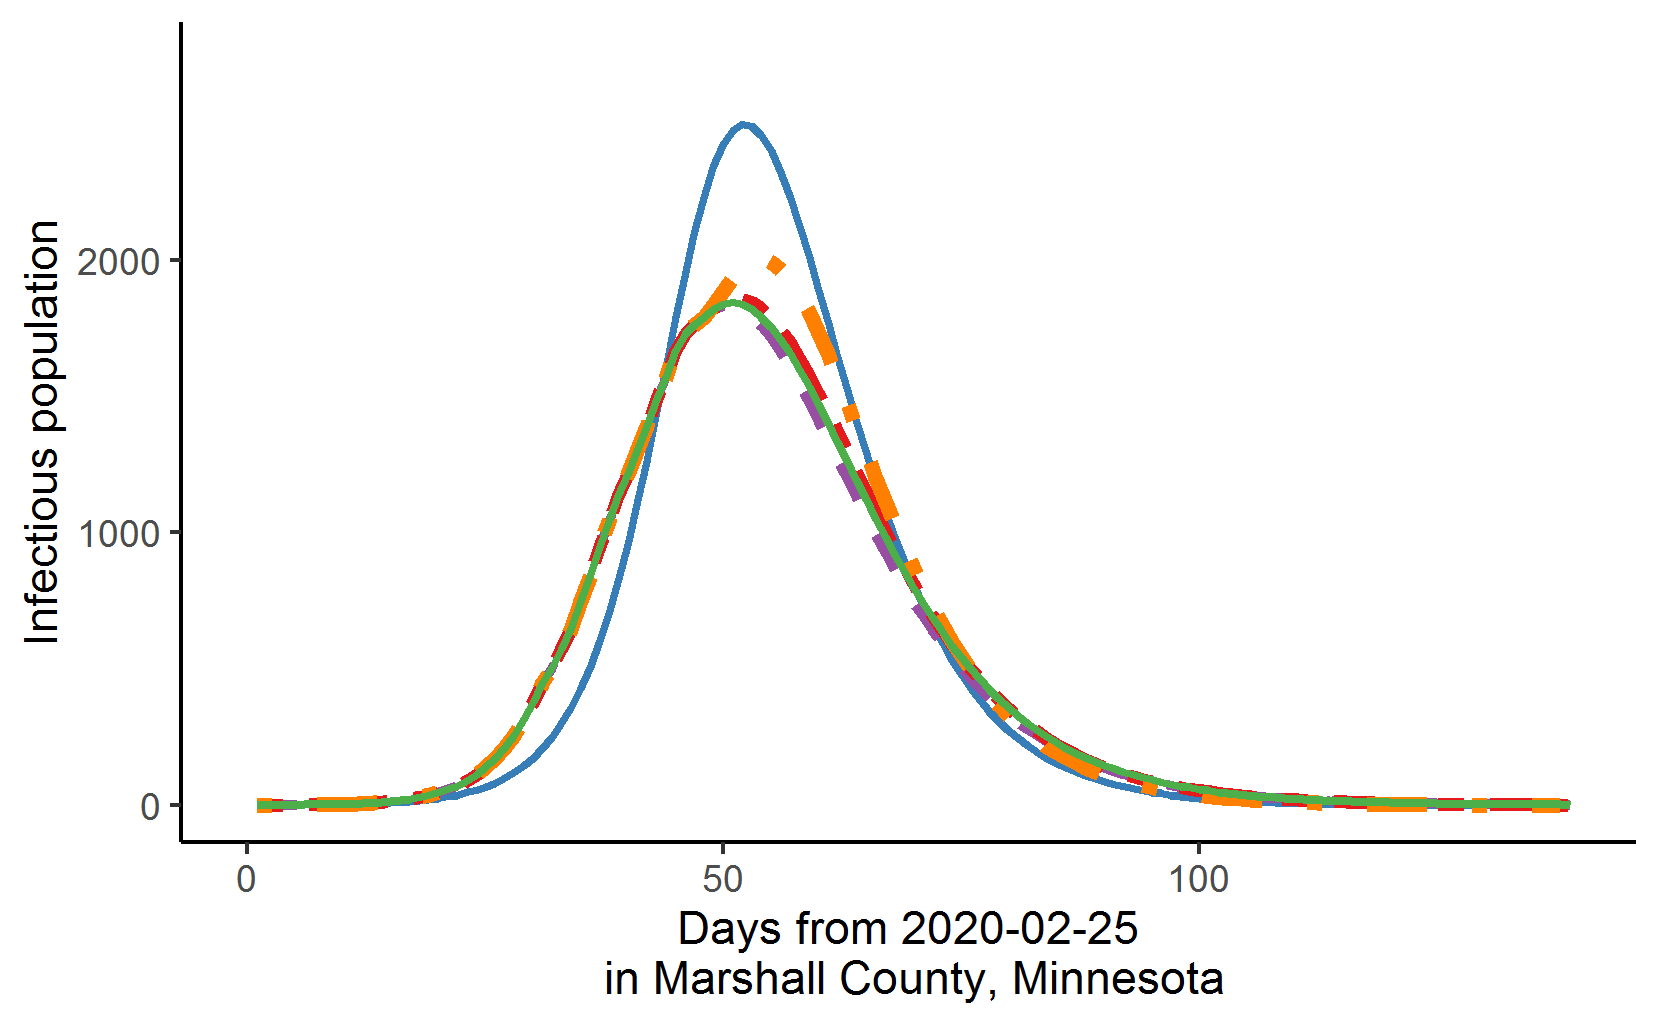 Infectious population
2000
1000
0
0 50 100
Days from 2020-02-25
in Marshall County, Minnesota